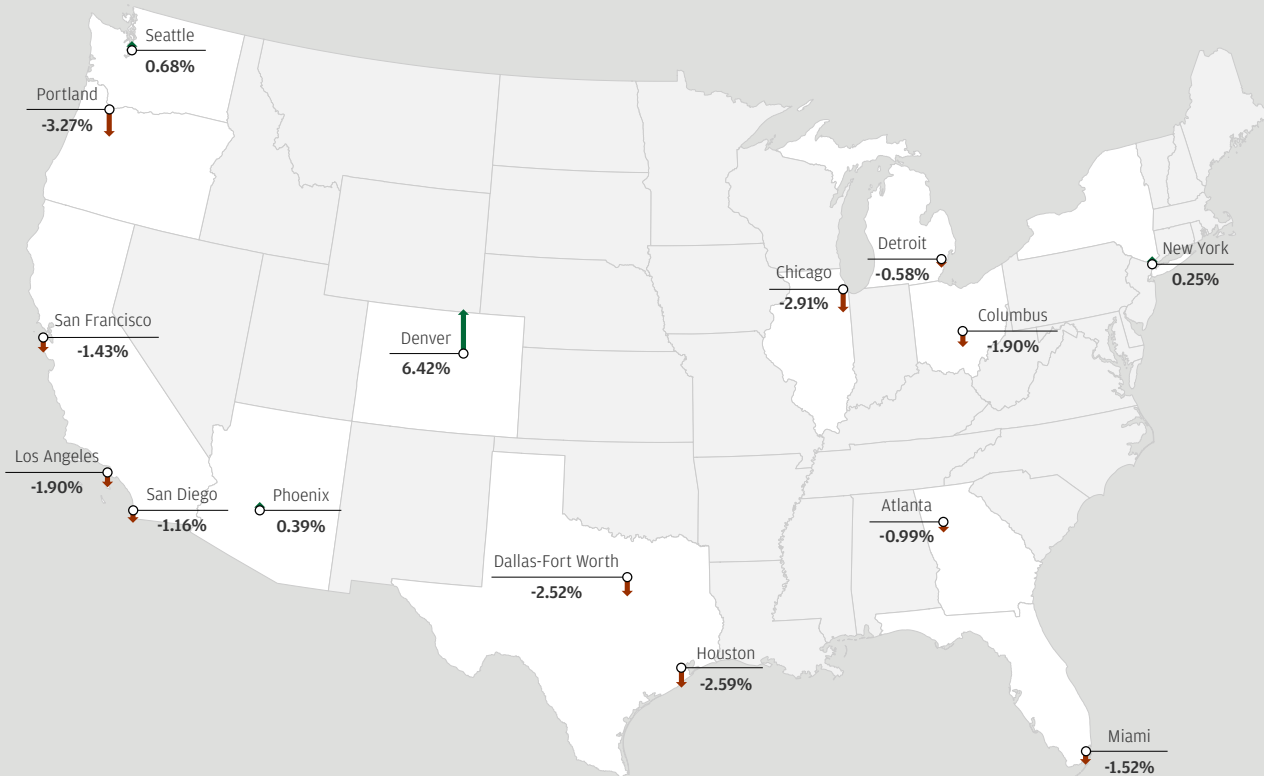 Seattle
0.68%
Portland
-3.27%
New York
0.25%
Detroit
-0.58%
Chicago
-2.91%
Columbus
-1.90%
San Francisco
-1.43%
Denver
6.42%
Los Angeles
-1.90%
San Diego
-1.16%
Phoenix
0.39%
Atlanta
-0.99%
Dallas-Fort Worth
-2.52%
Houston
-2.59%
Miami
-1.52%